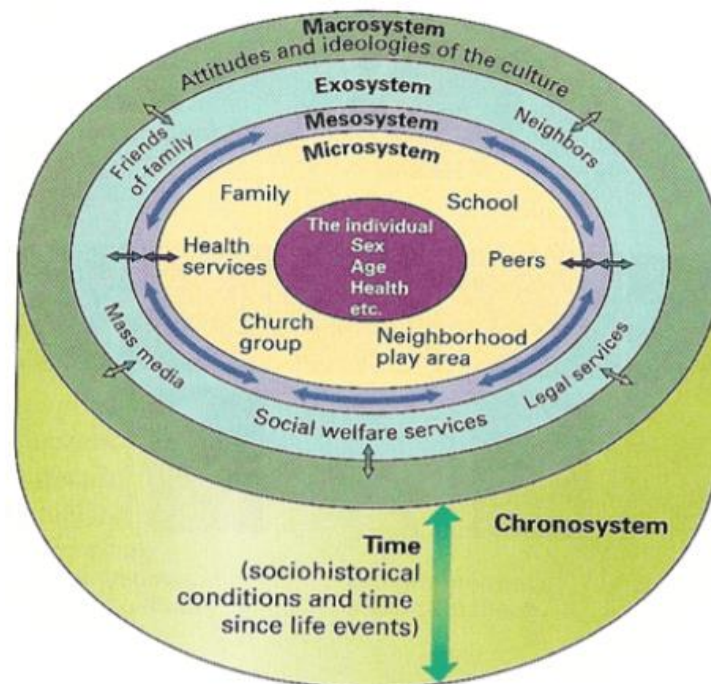 Macrosystem
Attitudes and ideologies of the culture
Exosystem
Mesosystem
Microsystem
Friends
of family
Neighbors
Family
School
The individual
Sex
Age
Health
etc.
Health
services
Peers
Church
group
Neighborhood
play area
Mass media
Legal services
Social welfare services
Chronosystem
Time
(sociohistorical
conditions and time
since life events)